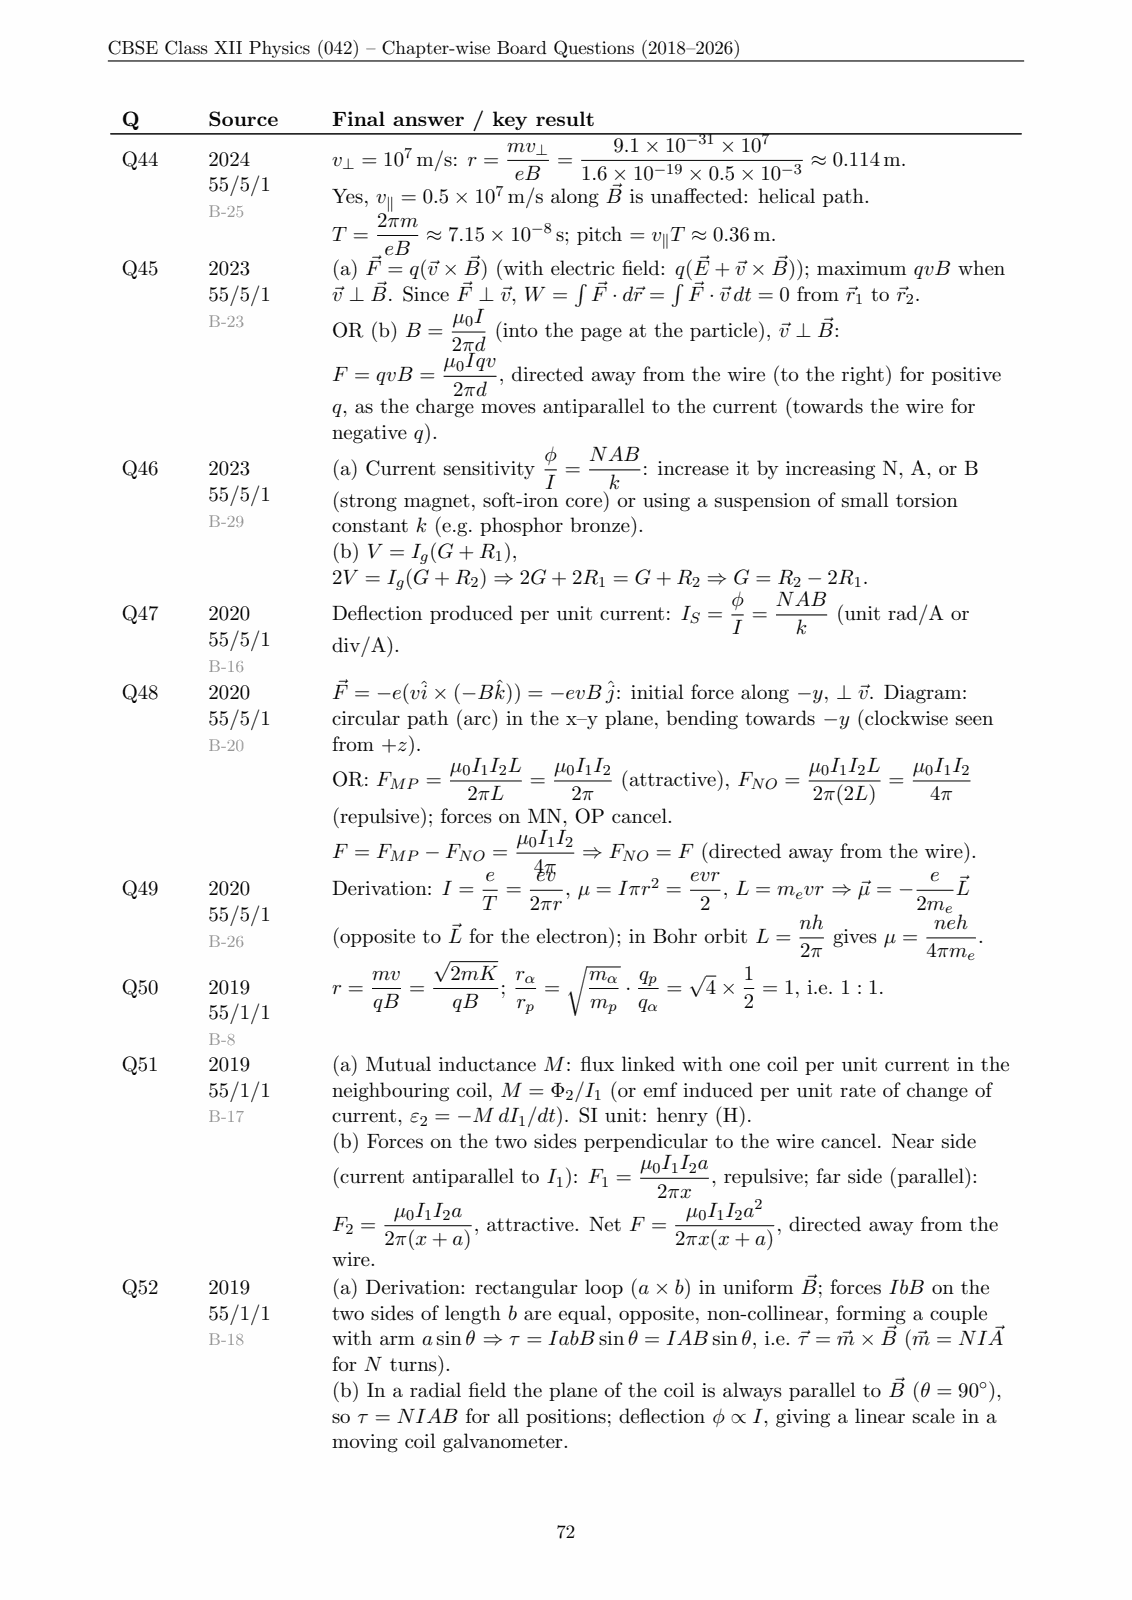 CBSE Class XII Physics (042) – Chapter-wise Board Questions (2018–2026)
Q Source Final answer / key result
Q44 2024 55/5/1 B-25
v⊥ = 10⁷ m/s: r = mv⊥/eB = (9.1 × 10⁻³¹ × 10⁷)/(1.6 × 10⁻¹⁹ × 0.5 × 10⁻³) ≈ 0.114 m.
Yes, v∥ = 0.5 × 10⁷ m/s along B⃗ is unaffected: helical path.
T = 2πm/eB ≈ 7.15 × 10⁻⁸ s; pitch = v∥T ≈ 0.36 m.
Q45 2023 55/5/1 B-23
(a) F⃗ = q(v⃗ × B⃗) (with electric field: q(E⃗ + v⃗ × B⃗)); maximum qvB when
v⃗ ⊥ B⃗. Since F⃗ ⊥ v⃗, W = ∫ F⃗ · dr⃗ = ∫ F⃗ · v⃗ dt = 0 from r⃗₁ to r⃗₂.
OR (b) B = μ₀I/2πd (into the page at the particle), v⃗ ⊥ B⃗:
F = qvB = μ₀Iqv/2πd, directed away from the wire (to the right) for positive
q, as the charge moves antiparallel to the current (towards the wire for
negative q).
Q46 2023 55/5/1 B-29
(a) Current sensitivity ϕ/I = NAB/k: increase it by increasing N, A, or B
(strong magnet, soft-iron core) or using a suspension of small torsion
constant k (e.g. phosphor bronze).
(b) V = I_g(G + R₁),
2V = I_g(G + R₂) ⇒ 2G + 2R₁ = G + R₂ ⇒ G = R₂ − 2R₁.
Q47 2020 55/5/1 B-16
Deflection produced per unit current: I_S = ϕ/I = NAB/k (unit rad/A or
div/A).
Q48 2020 55/5/1 B-20
F⃗ = −e(vî × (−Bk̂)) = −evB ĵ: initial force along −y, ⊥ v⃗. Diagram:
circular path (arc) in the x–y plane, bending towards −y (clockwise seen
from +z).
OR: F_MP = μ₀I₁I₂L/2πL = μ₀I₁I₂/2π (attractive), F_NO = μ₀I₁I₂L/2π(2L) = μ₀I₁I₂/4π
(repulsive); forces on MN, OP cancel.
F = F_MP − F_NO = μ₀I₁I₂/4π ⇒ F_NO = F (directed away from the wire).
Q49 2020 55/5/1 B-26
Derivation: I = e/T = ev/2πr, μ = Iπr² = evr/2, L = mₑvr ⇒ μ⃗ = −e/2mₑ L⃗
(opposite to L⃗ for the electron); in Bohr orbit L = nh/2π gives μ = neh/4πmₑ.
Q50 2019 55/1/1 B-8
r = mv/qB = √(2mK)/qB; r_α/r_p = √(m_α/m_p) · q_p/q_α = √4 × 1/2 = 1, i.e. 1 : 1.
Q51 2019 55/1/1 B-17
(a) Mutual inductance M: flux linked with one coil per unit current in the
neighbouring coil, M = Φ₂/I₁ (or emf induced per unit rate of change of
current, ε₂ = −M dI₁/dt). SI unit: henry (H).
(b) Forces on the two sides perpendicular to the wire cancel. Near side
(current antiparallel to I₁): F₁ = μ₀I₁I₂a/2πx, repulsive; far side (parallel):
F₂ = μ₀I₁I₂a/2π(x + a), attractive. Net F = μ₀I₁I₂a²/2πx(x + a), directed away from the
wire.
Q52 2019 55/1/1 B-18
(a) Derivation: rectangular loop (a × b) in uniform B⃗; forces IbB on the
two sides of length b are equal, opposite, non-collinear, forming a couple
with arm a sin θ ⇒ τ = IabB sin θ = IAB sin θ, i.e. τ⃗ = m⃗ × B⃗ (m⃗ = NIA⃗
for N turns).
(b) In a radial field the plane of the coil is always parallel to B⃗ (θ = 90°),
so τ = NIAB for all positions; deflection ϕ ∝ I, giving a linear scale in a
moving coil galvanometer.
72